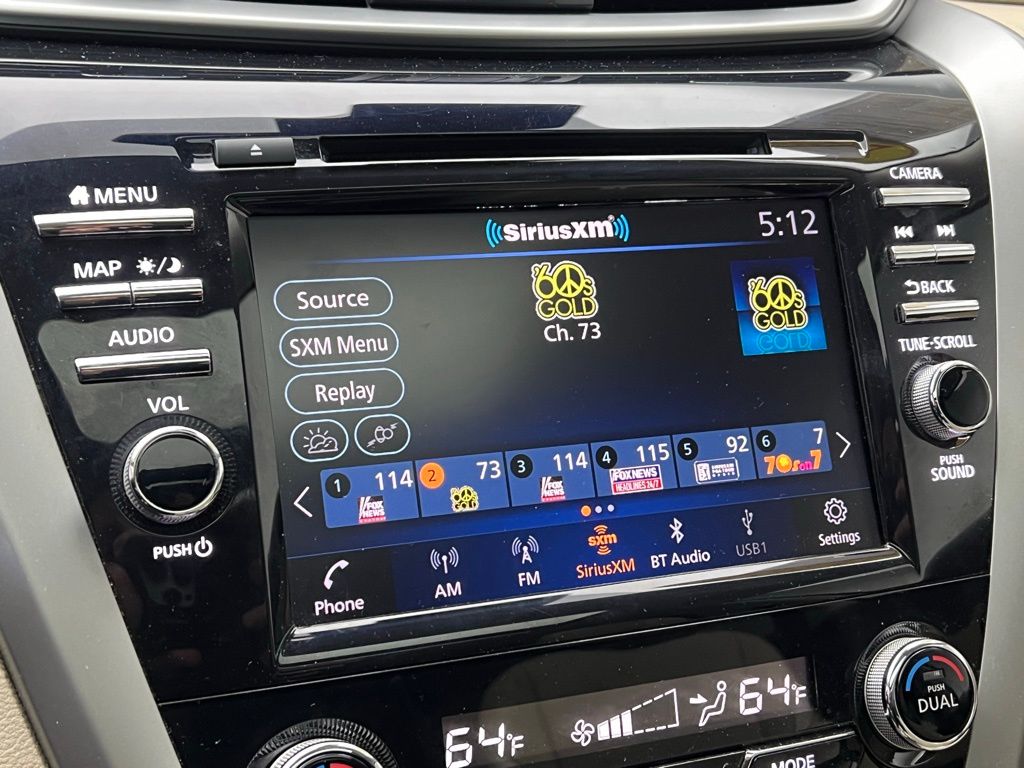 MENU
MAP
AUDIO
VOL
PUSH
SiriusXM
5:12
Source
SXM Menu
Replay
'60s
GOLD
Ch. 73
'60s
GOLD
1 114
FOX
NEWS
2 73
60s
GOLD
3 114
FOX
NEWS
4 115
FOX NEWS
HEADLINES 24/7
5 92
6 7
70s on 7
Phone
AM
FM
sxm
SiriusXM
BT Audio
USB1
Settings
CAMERA
BACK
TUNE·SCROLL
PUSH
SOUND
64°F
64°F
PUSH
DUAL
MODE